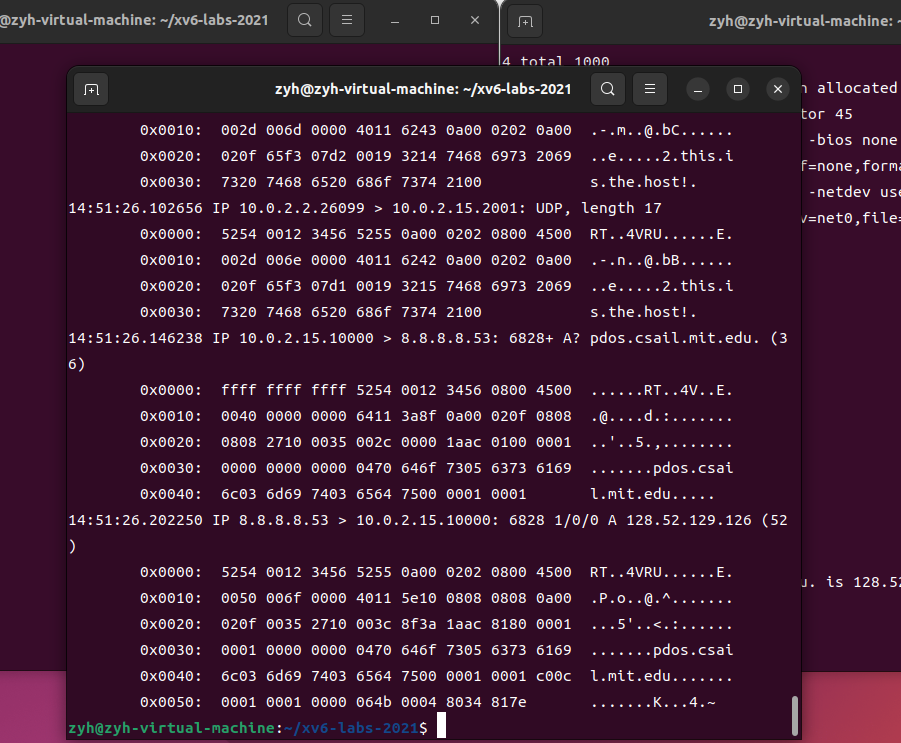 @zyh-virtual-machine: ~/xv6-labs-2021
zyh@zyh-virtual-machine: ~
4 total 1000
n allocated
tor 45
-bios none
f=none,forma
-netdev use
v=net0,file=
u. is 128.52
zyh@zyh-virtual-machine: ~/xv6-labs-2021
0x0010:  002d 006d 0000 4011 6243 0a00 0202 0a00  .-.m..@.bC......
0x0020:  020f 65f3 07d2 0019 3214 7468 6973 2069  ..e.....2.this.i
0x0030:  7320 7468 6520 686f 7374 2100            s.the.host!.
14:51:26.102656 IP 10.0.2.2.26099 > 10.0.2.15.2001: UDP, length 17
0x0000:  5254 0012 3456 5255 0a00 0202 0800 4500  RT..4VRU......E.
0x0010:  002d 006e 0000 4011 6242 0a00 0202 0a00  .-.n..@.bB......
0x0020:  020f 65f3 07d1 0019 3215 7468 6973 2069  ..e.....2.this.i
0x0030:  7320 7468 6520 686f 7374 2100            s.the.host!.
14:51:26.146238 IP 10.0.2.15.10000 > 8.8.8.8.53: 6828+ A? pdos.csail.mit.edu. (3
6)
0x0000:  ffff ffff ffff 5254 0012 3456 0800 4500  ......RT..4V..E.
0x0010:  0040 0000 0000 6411 3a8f 0a00 020f 0808  .@....d.:.......
0x0020:  0808 2710 0035 002c 0000 1aac 0100 0001  ..'..5.,........
0x0030:  0000 0000 0000 0470 646f 7305 6373 6169  .......pdos.csai
0x0040:  6c03 6d69 7403 6564 7500 0001 0001       l.mit.edu.....
14:51:26.202250 IP 8.8.8.8.53 > 10.0.2.15.10000: 6828 1/0/0 A 128.52.129.126 (52
)
0x0000:  5254 0012 3456 5255 0a00 0202 0800 4500  RT..4VRU......E.
0x0010:  0050 006f 0000 4011 5e10 0808 0808 0a00  .P.o..@.^.......
0x0020:  020f 0035 2710 003c 8f3a 1aac 8180 0001  ...5'..<.:......
0x0030:  0001 0000 0000 0470 646f 7305 6373 6169  .......pdos.csai
0x0040:  6c03 6d69 7403 6564 7500 0001 0001 c00c  l.mit.edu.......
0x0050:  0001 0001 0000 064b 0004 8034 817e       .......K...4.~
zyh@zyh-virtual-machine:~/xv6-labs-2021$